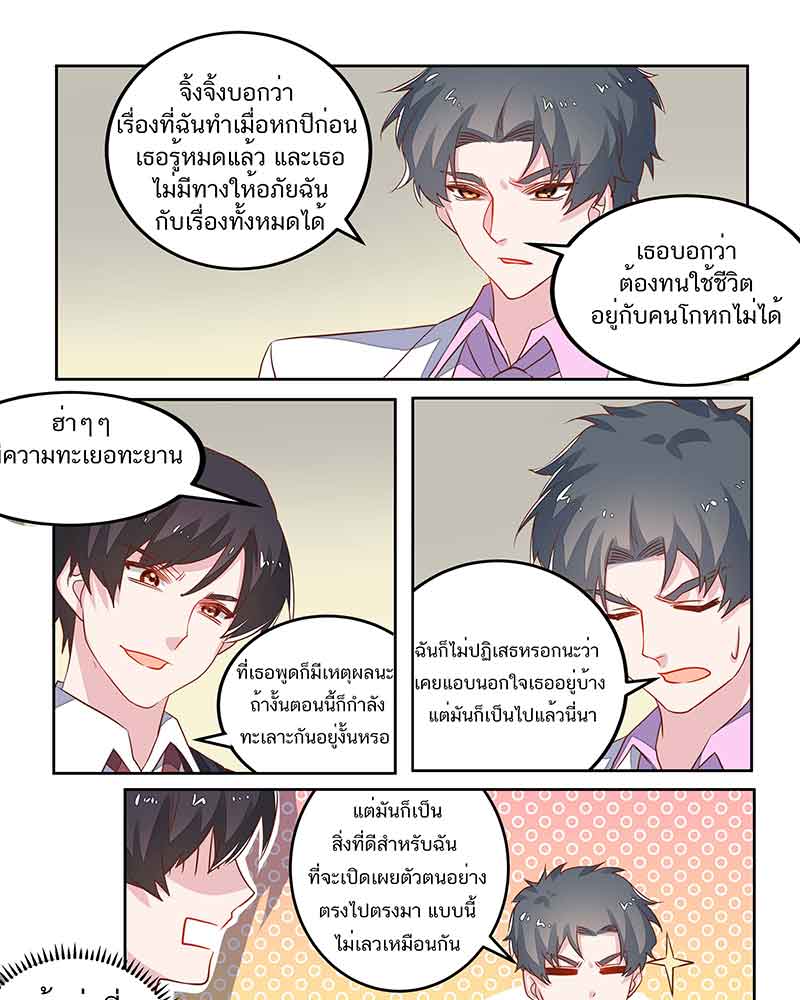 จิ้งจิ้งบอกว่า
เรื่องที่ฉันทำเมื่อหกปีก่อน
เธอรู้หมดแล้ว และเธอ
ไม่มีทางให้อภัยฉัน
กับเรื่องทั้งหมดได้
เธอบอกว่า
ต้องทนใช้ชีวิต
อยู่กับคนโกหกไม่ได้
ฮ่าๆๆ
มีความทะเยอทะยาน
ที่เธอพูดก็มีเหตุผลนะ
ถ้างั้นตอนนี้ก็กำลัง
ทะเลาะกันอยู่งั้นหรอ
ฉันก็ไม่ปฏิเสธหรอกนะว่า
เคยแอบนอกใจเธออยู่บ้าง
แต่มันก็เป็นไปแล้วนี่นา
แต่มันก็เป็น
สิ่งที่ดีสำหรับฉัน
ที่จะเปิดเผยตัวตนอย่าง
ตรงไปตรงมา แบบนี้
ไม่เลวเหมือนกัน